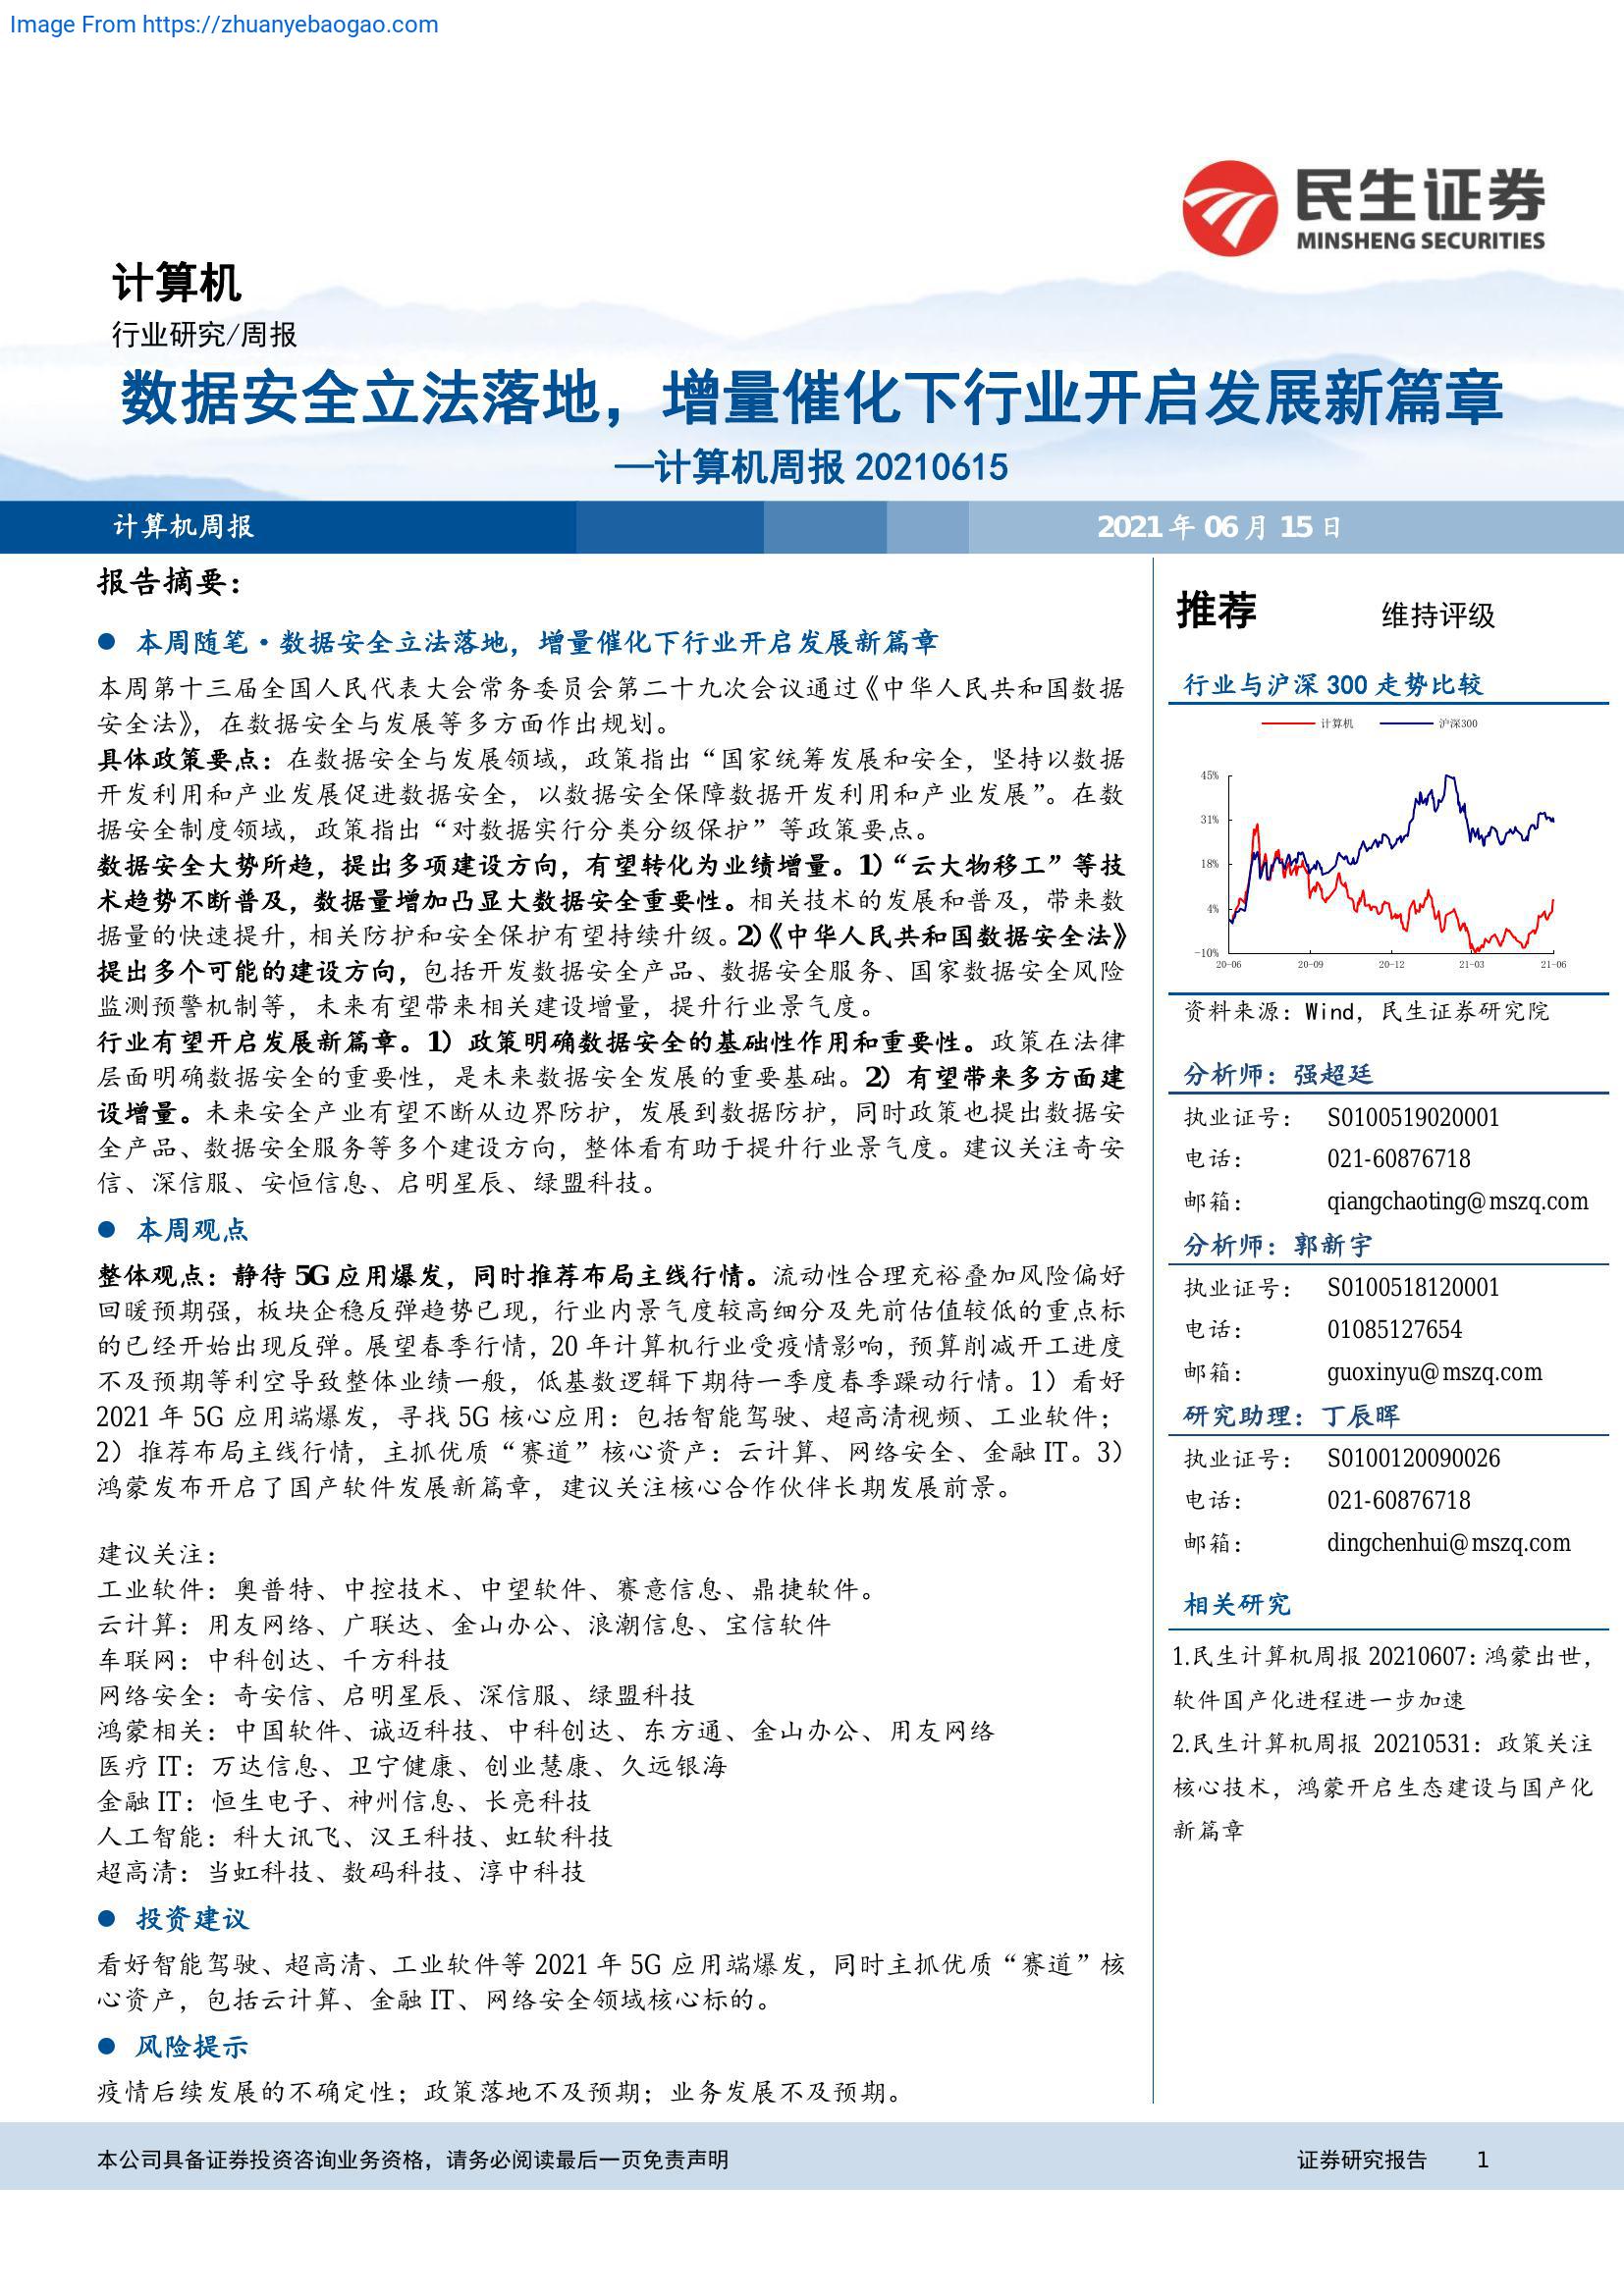 Image From https://zhuanyebaogao.com
民生证券
MINSHENG SECURITIES
计算机
行业研究/周报
数据安全立法落地，增量催化下行业开启发展新篇章
—计算机周报 20210615
计算机周报
2021 年 06 月 15 日
报告摘要：
● 本周随笔·数据安全立法落地，增量催化下行业开启发展新篇章
本周第十三届全国人民代表大会常务委员会第二十九次会议通过《中华人民共和国数据
安全法》，在数据安全与发展等多方面作出规划。
具体政策要点：在数据安全与发展领域，政策指出“国家统筹发展和安全，坚持以数据
开发利用和产业发展促进数据安全，以数据安全保障数据开发利用和产业发展”。在数
据安全制度领域，政策指出“对数据实行分类分级保护”等政策要点。
数据安全大势所趋，提出多项建设方向，有望转化为业绩增量。1）“云大物移工”等技
术趋势不断普及，数据量增加凸显大数据安全重要性。相关技术的发展和普及，带来数
据量的快速提升，相关防护和安全保护有望持续升级。2）《中华人民共和国数据安全法》
提出多个可能的建设方向，包括开发数据安全产品、数据安全服务、国家数据安全风险
监测预警机制等，未来有望带来相关建设增量，提升行业景气度。
行业有望开启发展新篇章。1）政策明确数据安全的基础性作用和重要性。政策在法律
层面明确数据安全的重要性，是未来数据安全发展的重要基础。2）有望带来多方面建
设增量。未来安全产业有望不断从边界防护，发展到数据防护，同时政策也提出数据安
全产品、数据安全服务等多个建设方向，整体看有助于提升行业景气度。建议关注奇安
信、深信服、安恒信息、启明星辰、绿盟科技。
● 本周观点
整体观点：静待 5G 应用爆发，同时推荐布局主线行情。流动性合理充裕叠加风险偏好
回暖预期强，板块企稳反弹趋势已现，行业内景气度较高细分及先前估值较低的重点标
的已经开始出现反弹。展望春季行情，20 年计算机行业受疫情影响，预算削减开工进度
不及预期等利空导致整体业绩一般，低基数逻辑下期待一季度春季躁动行情。1）看好
2021 年 5G 应用端爆发，寻找 5G 核心应用：包括智能驾驶、超高清视频、工业软件；
2）推荐布局主线行情，主抓优质“赛道”核心资产：云计算、网络安全、金融 IT。3）
鸿蒙发布开启了国产软件发展新篇章，建议关注核心合作伙伴长期发展前景。
建议关注：
工业软件：奥普特、中控技术、中望软件、赛意信息、鼎捷软件。
云计算：用友网络、广联达、金山办公、浪潮信息、宝信软件
车联网：中科创达、千方科技
网络安全：奇安信、启明星辰、深信服、绿盟科技
鸿蒙相关：中国软件、诚迈科技、中科创达、东方通、金山办公、用友网络
医疗 IT：万达信息、卫宁健康、创业慧康、久远银海
金融 IT：恒生电子、神州信息、长亮科技
人工智能：科大讯飞、汉王科技、虹软科技
超高清：当虹科技、数码科技、淳中科技
● 投资建议
看好智能驾驶、超高清、工业软件等 2021 年 5G 应用端爆发，同时主抓优质“赛道”核
心资产，包括云计算、金融 IT、网络安全领域核心标的。
● 风险提示
疫情后续发展的不确定性；政策落地不及预期；业务发展不及预期。
推荐 维持评级
行业与沪深 300 走势比较
计算机 沪深300
45%
31%
18%
4%
-10%
20-06 20-09 20-12 21-03 21-06
资料来源：Wind，民生证券研究院
分析师：强超廷
执业证号： S0100519020001
电话： 021-60876718
邮箱： qiangchaoting@mszq.com
分析师：郭新宇
执业证号： S0100518120001
电话： 01085127654
邮箱： guoxinyu@mszq.com
研究助理：丁辰晖
执业证号： S0100120090026
电话： 021-60876718
邮箱： dingchenhui@mszq.com
相关研究
1.民生计算机周报 20210607：鸿蒙出世，
软件国产化进程进一步加速
2.民生计算机周报 20210531：政策关注
核心技术，鸿蒙开启生态建设与国产化
新篇章
本公司具备证券投资咨询业务资格，请务必阅读最后一页免责声明
证券研究报告 1